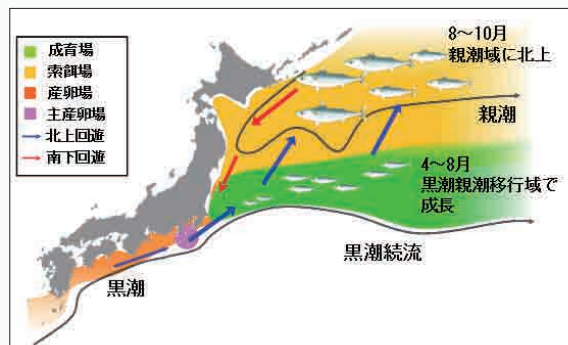 成育場
索餌場
産卵場
主産卵場
北上回遊
南下回遊
8～10月
親潮域に北上
親潮
4～8月
黒潮親潮移行域で
成長
黒潮続流
黒潮